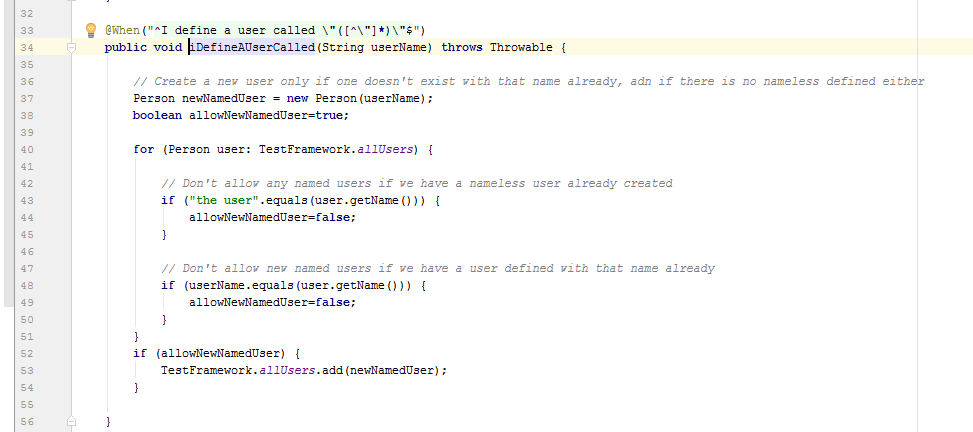 32
33 @When("^I define a user called \"([^\"]*)\"$")
34 public void iDefineAUserCalled(String userName) throws Throwable {
35
36 // Create a new user only if one doesn't exist with that name already, adn if there is no nameless defined either
37 Person newNamedUser = new Person(userName);
38 boolean allowNewNamedUser=true;
39
40 for (Person user: TestFramework.allUsers) {
41
42 // Don't allow any named users if we have a nameless user already created
43 if ("the user".equals(user.getName())) {
44 allowNewNamedUser=false;
45 }
46
47 // Don't allow new named users if we have a user defined with that name already
48 if (userName.equals(user.getName())) {
49 allowNewNamedUser=false;
50 }
51 }
52 if (allowNewNamedUser) {
53 TestFramework.allUsers.add(newNamedUser);
54 }
55
56 }